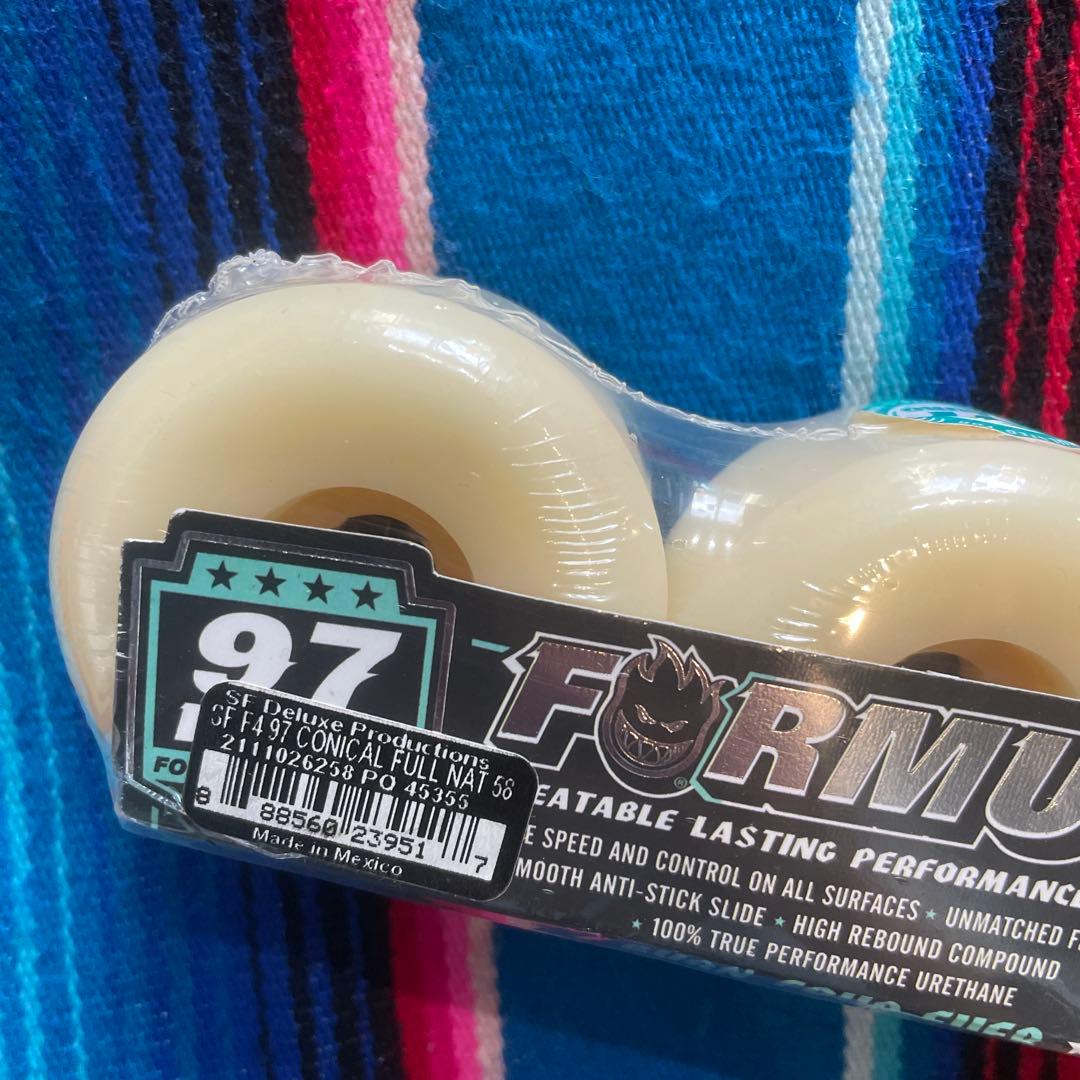 97
FO
SF Deluxe Productions
SF F4 97 CONICAL FULL NAT 58
2111026258 PO 45355
8 88560 23951 7
Made in Mexico
FORMU
EATABLE LASTING PERFORMANCE
E SPEED AND CONTROL ON ALL SURFACES ★ UNMATCHED F
MOOTH ANTI-STICK SLIDE ★ HIGH REBOUND COMPOUND
★ 100% TRUE PERFORMANCE URETHANE